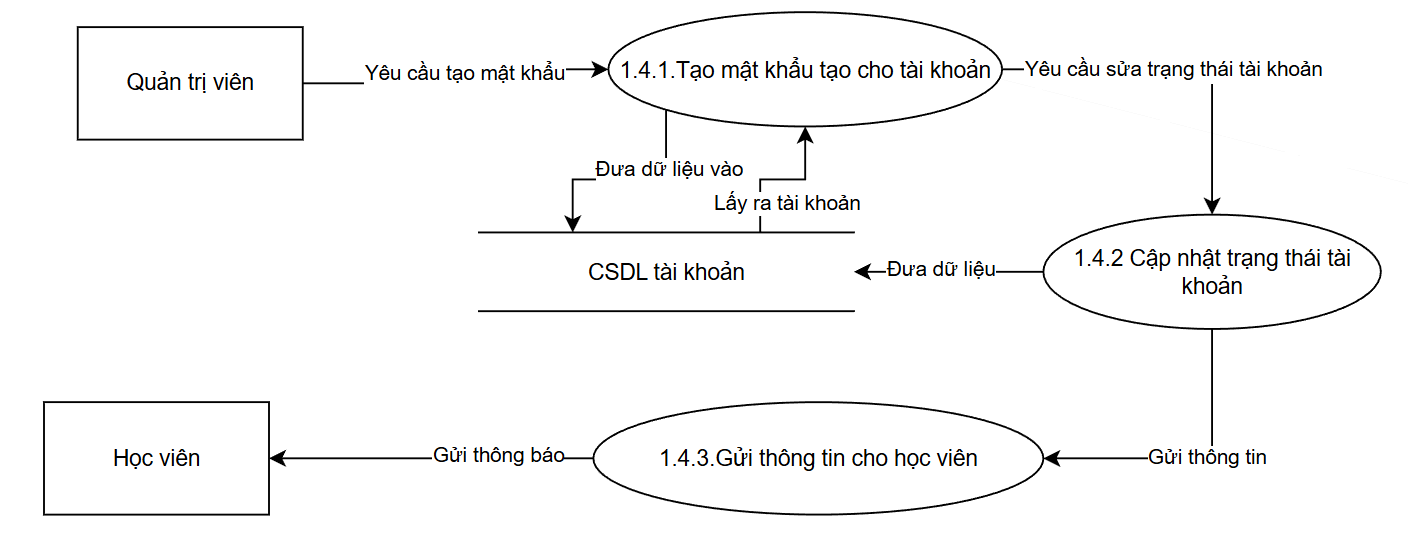 Quản trị viên
Yêu cầu tạo mật khẩu
1.4.1.Tạo mật khẩu tạo cho tài khoản
Yêu cầu sửa trạng thái tài khoản
Đưa dữ liệu vào
Lấy ra tài khoản
CSDL tài khoản
Đưa dữ liệu
1.4.2 Cập nhật trạng thái tài
khoản
Học viên
Gửi thông báo
1.4.3.Gửi thông tin cho học viên
Gửi thông tin